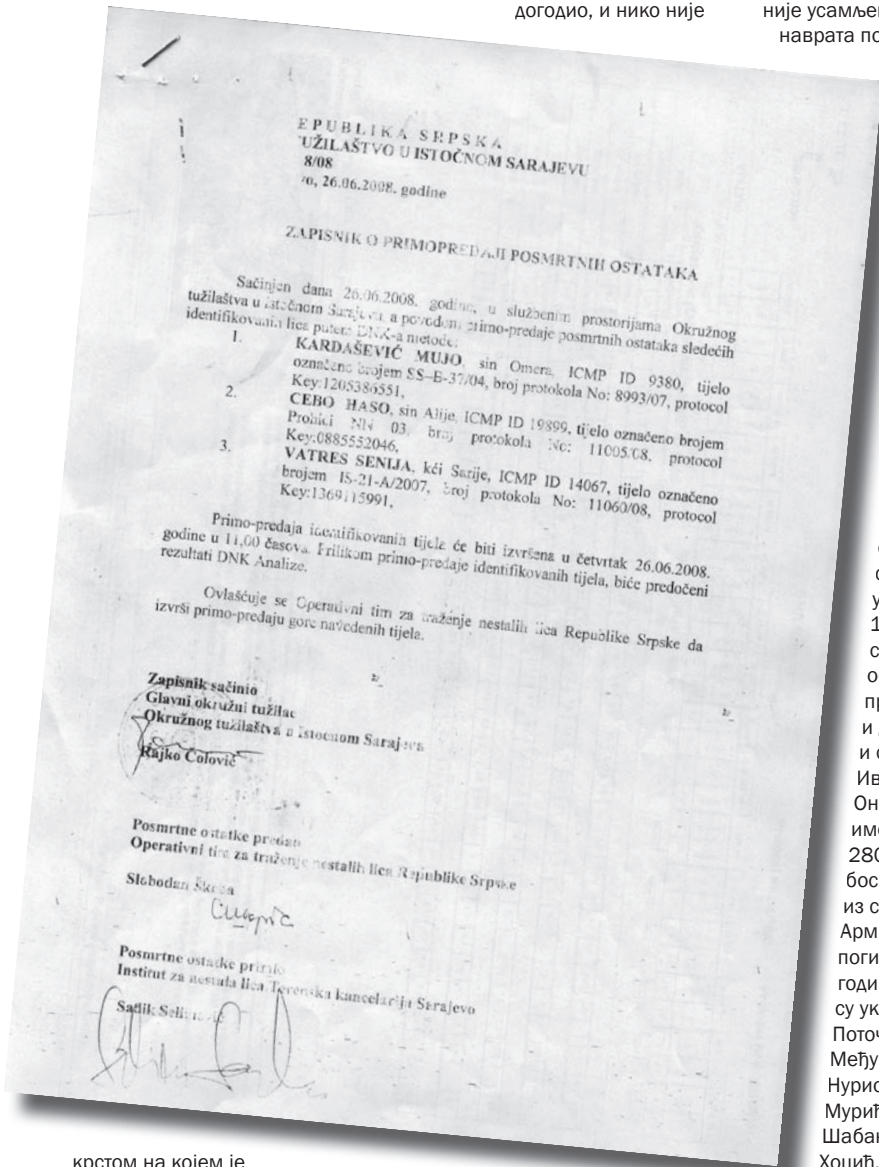 догодио, и нико није
није усамљен
наврата по
EPUBLIKA SRPSKA
TUŽILAŠTVO U ISTOČNOM SARAJEVU
8/08
vo, 26.06.2008. godine
ZAPISNIK O PRIMOPREDAJI POSMRTNIH OSTATAKA
Sačinjen dana 26.06.2008. godine, u službenim prostorijama Okružnog
tužilaštva u Istočnom Sarajevu, a povodom primo-predaje posmrtnih ostataka sledećih
identifikovanih lica putem DNK-a metode:
1. KARDAŠEVIĆ MUJO, sin Omera, ICMP ID 9380, tijelo
označeno brojem SS–E-37/04, broj protokola No: 8993/07, protocol
Key:1205386551,
2. CEBO HASO, sin Alije, ICMP ID 19899, tijelo označeno brojem
NN 03, broj protokola No: 11005/08, protocol
Key:0885552046,
3. VATRES SENIJA, kći Sarije, ICMP ID 14067, tijelo označeno
brojem IS-21-A/2007, broj protokola No: 11060/08, protocol
Key:1369115991,
Primo-predaja identifikovanih tijela će biti izvršena u četvrtak 26.06.2008.
godine u 11,00 časova. Prilikom primo-predaje identifikovanih tijela, biće predočeni
rezultati DNK Analize.
Ovlašćuje se Operativni tim za traženje nestalih lica Republike Srpske da
izvrši primo-predaju gore navedenih tijela.
Zapisnik sačinio
Glavni okružni tužilac
Okružnog tužilaštva u Istočnom Sarajevu
Rajko Čolović
Posmrtne ostatke predao
Operativni tim za traženje nestalih lica Republike Srpske
Slobodan Škrba
Posmrtne ostatke primio
Institut za nestala lica Terenska kancelarija Sarajevo
Sadik Selimović
1
с
о
пр
и
и с
Ив
Он
име
280
бос
из с
Арм
поги
годи
су ук
Поточ
Међу
Нурис
Мурић
Шабан
Хоџић,
крстом на којем је